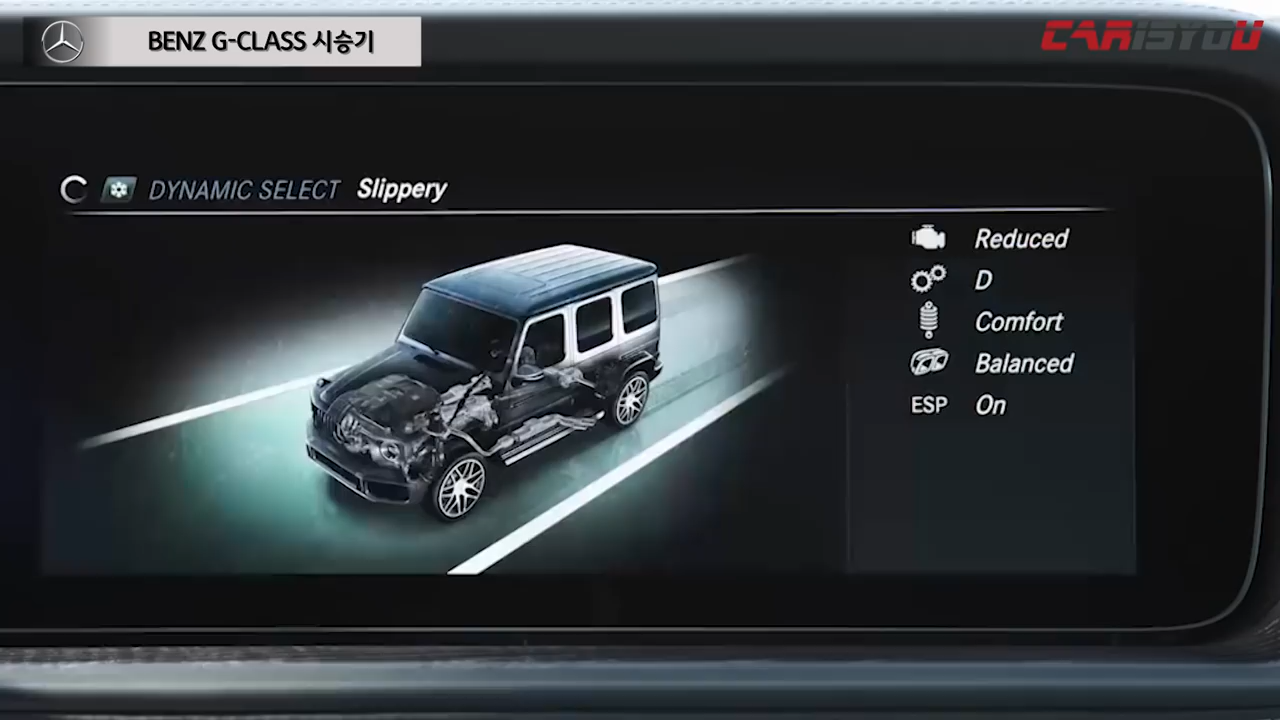 BENZ G-CLASS 시승기
CARISYOU
DYNAMIC SELECT Slippery
Reduced
D
Comfort
Balanced
ESP On